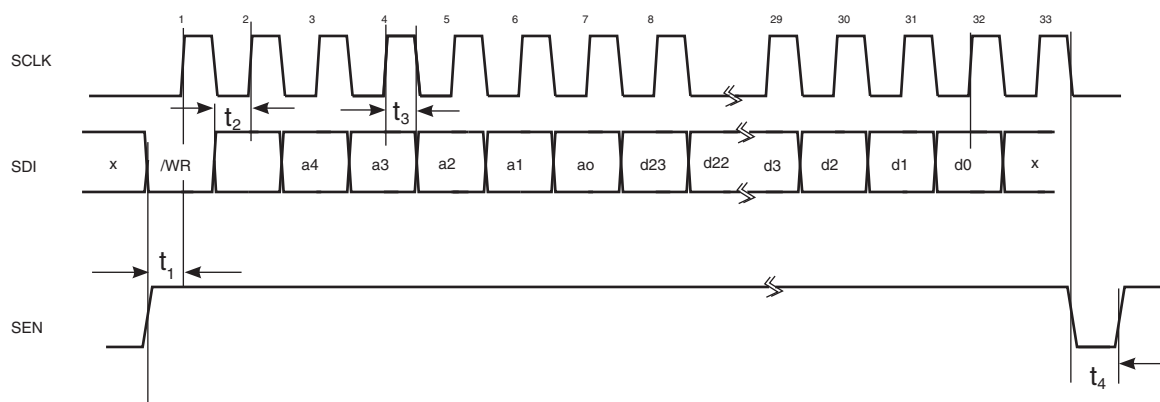 1 2 3 4 5 6 7 8 29 30 31 32 33
SCLK
t2 t3
SDI x /WR a4 a3 a2 a1 ao d23 d22 d3 d2 d1 d0 x
t1
SEN
t4